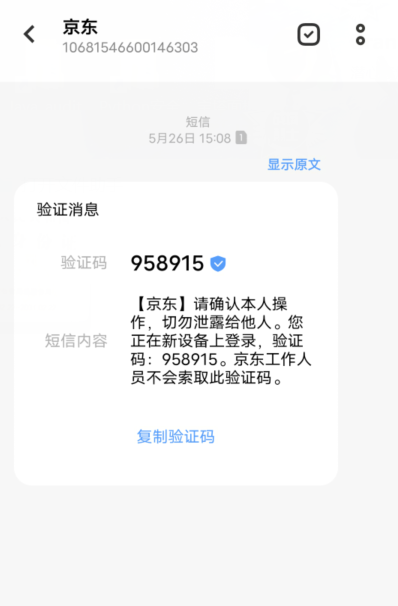 京东
10681546600146303
短信
5月26日 15:08 1
显示原文
验证消息
验证码 958915
短信内容
【京东】请确认本人操
作，切勿泄露给他人。您
正在新设备上登录，验证
码：958915。京东工作人
员不会索取此验证码。
复制验证码